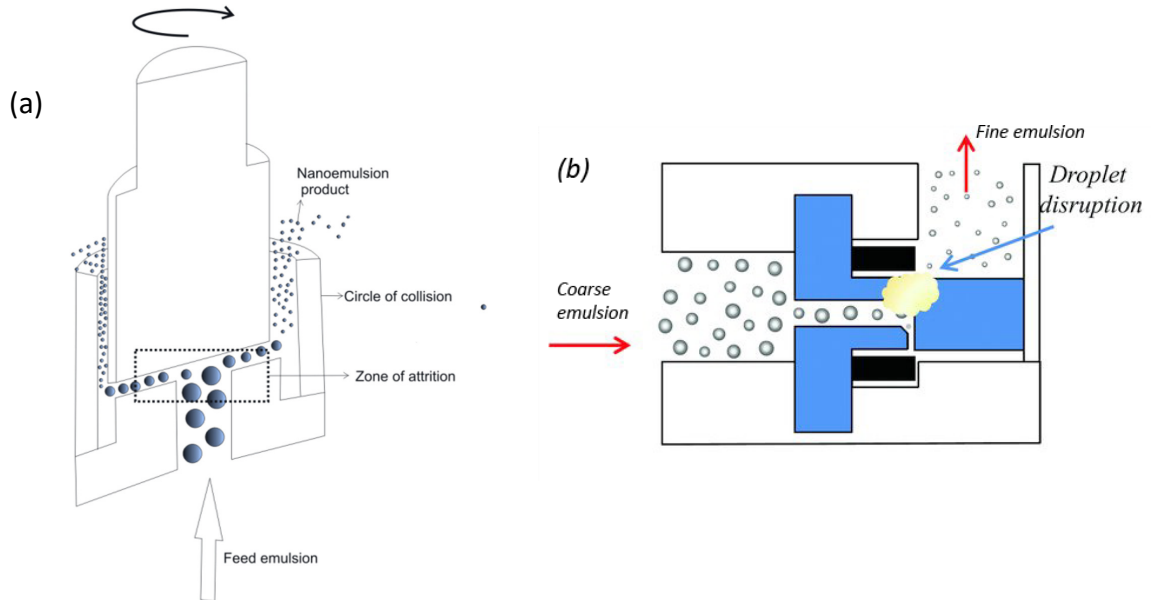 (a)
Nanoemulsion
product
Circle of collision
Zone of attrition
Feed emulsion
(b)
Fine emulsion
Droplet
disruption
Coarse
emulsion